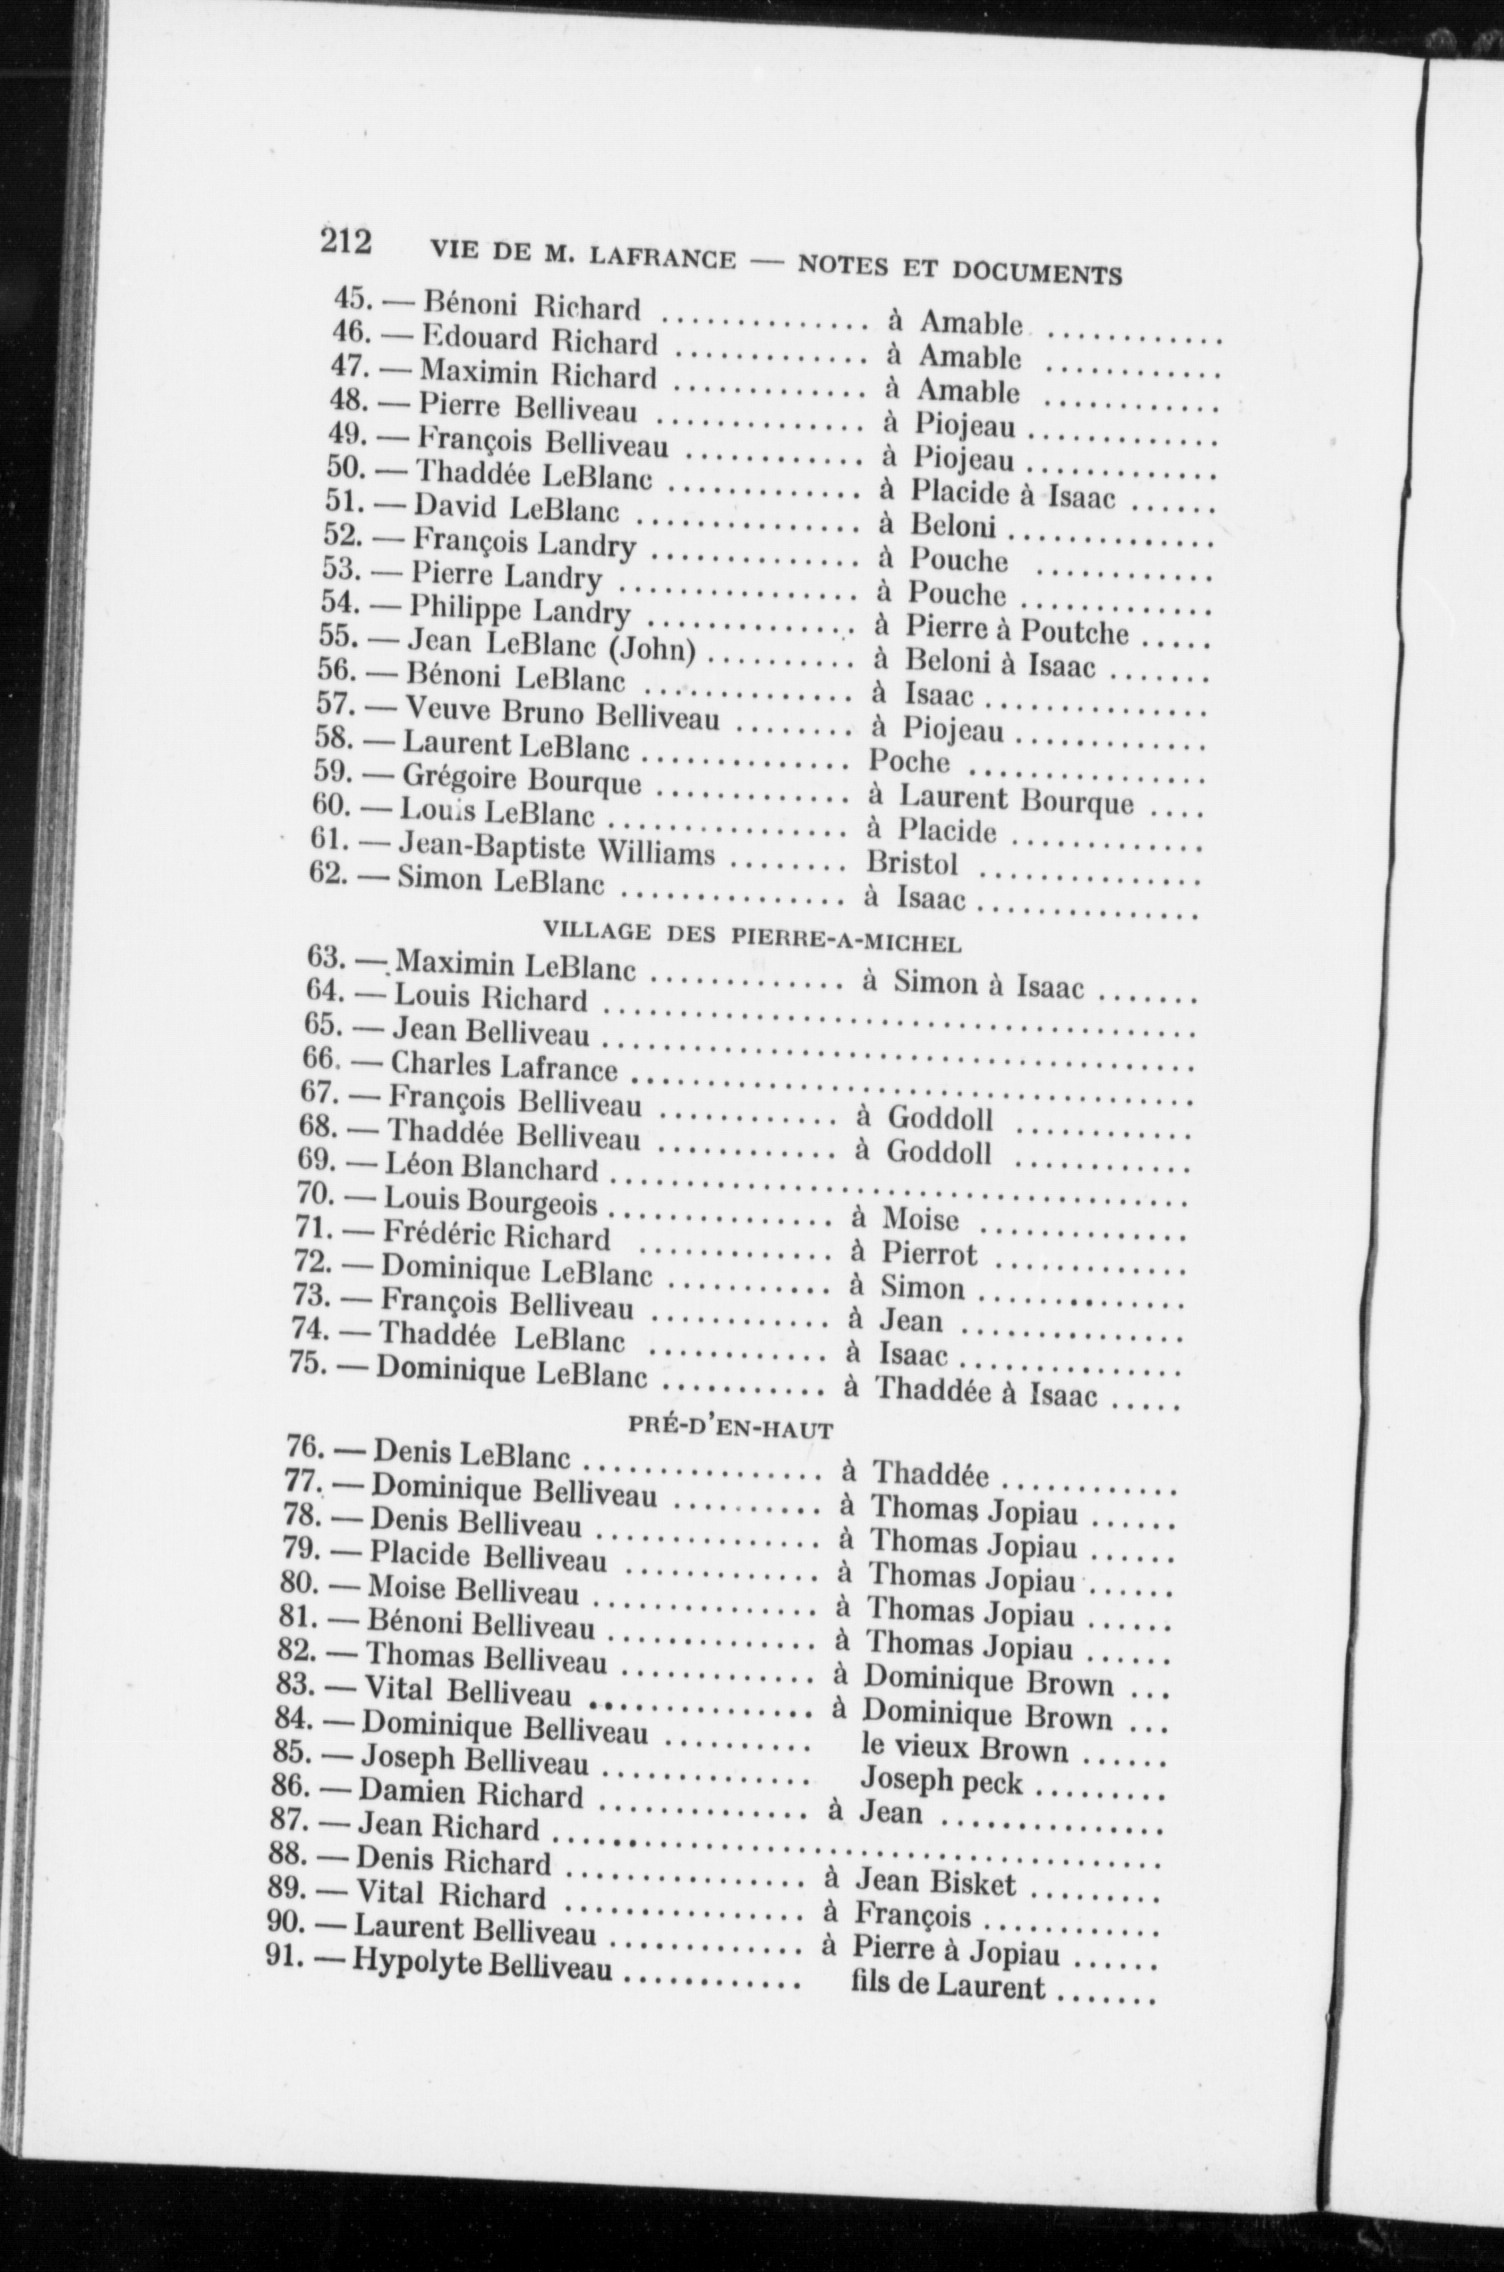 212 VIE DE M. LAFRANCE — NOTES ET DOCUMENTS
45. — Bénoni Richard .............. à Amable ............
46. — Edouard Richard ............. à Amable ............
47. — Maximin Richard ............. à Amable ............
48. — Pierre Belliveau .............. à Piojeau .............
49. — François Belliveau ............ à Piojeau .............
50. — Thaddée LeBlanc ............. à Placide à Isaac ......
51. — David LeBlanc ............... à Beloni ..............
52. — François Landry .............. à Pouche ............
53. — Pierre Landry ................ à Pouche .............
54. — Philippe Landry .............. à Pierre à Poutche .....
55. — Jean LeBlanc (John) .......... à Beloni à Isaac .......
56. — Bénoni LeBlanc .............. à Isaac ...............
57. — Veuve Bruno Belliveau ........ à Piojeau .............
58. — Laurent LeBlanc .............. Poche ................
59. — Grégoire Bourque ............. à Laurent Bourque ....
60. — Louis LeBlanc ................ à Placide .............
61. — Jean-Baptiste Williams ........ Bristol ...............
62. — Simon LeBlanc ............... à Isaac ...............
VILLAGE DES PIERRE-A-MICHEL
63. — Maximin LeBlanc ............. à Simon à Isaac .......
64. — Louis Richard .......................................
65. — Jean Belliveau .......................................
66. — Charles Lafrance .....................................
67. — François Belliveau ............ à Goddoll ............
68. — Thaddée Belliveau ............ à Goddoll ............
69. — Léon Blanchard ......................................
70. — Louis Bourgeois ............... à Moise ..............
71. — Frédéric Richard ............. à Pierrot .............
72. — Dominique LeBlanc ........... à Simon ..............
73. — François Belliveau ............ à Jean ...............
74. — Thaddée LeBlanc ............ à Isaac ...............
75. — Dominique LeBlanc ........... à Thaddée à Isaac .....
PRÉ-D'EN-HAUT
76. — Denis LeBlanc ................ à Thaddée ............
77. — Dominique Belliveau .......... à Thomas Jopiau ......
78. — Denis Belliveau ............... à Thomas Jopiau ......
79. — Placide Belliveau ............. à Thomas Jopiau ......
80. — Moise Belliveau ............... à Thomas Jopiau ......
81. — Bénoni Belliveau .............. à Thomas Jopiau ......
82. — Thomas Belliveau ............. à Dominique Brown ...
83. — Vital Belliveau ................ à Dominique Brown ...
84. — Dominique Belliveau .......... le vieux Brown ......
85. — Joseph Belliveau .............. Joseph peck .........
86. — Damien Richard .............. à Jean ...............
87. — Jean Richard ........................................
88. — Denis Richard ................ à Jean Bisket .........
89. — Vital Richard ................ à François ............
90. — Laurent Belliveau ............. à Pierre à Jopiau ......
91. — Hypolyte Belliveau ............ fils de Laurent .......